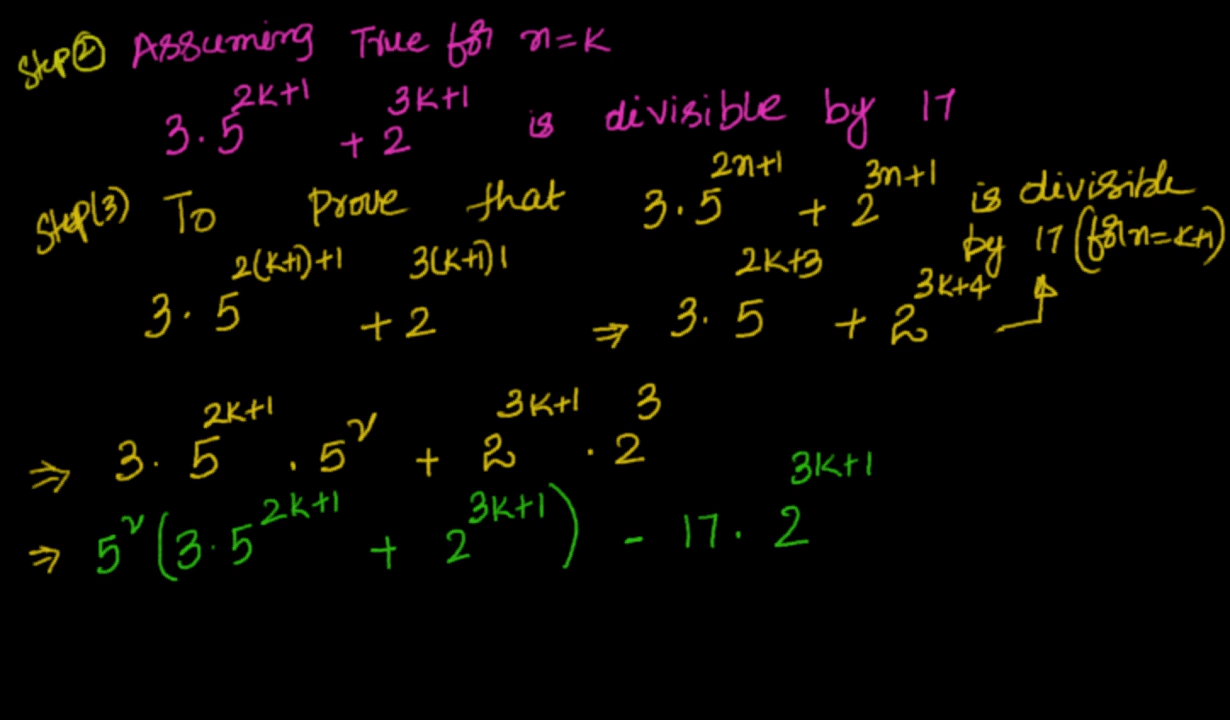 Step② Assuming True for n=K
3.5^{2K+1} + 2^{3K+1} is divisible by 17
Step(3) To Prove that 3.5^{2n+1} + 2^{3n+1} is divisible
by 17 (for n=K+1)
3.5^{2(K+1)+1} + 2^{3(K+1)1} ⇒ 3.5^{2K+3} + 2^{3K+4}
⇒ 3.5^{2K+1} . 5^2 + 2^{3K+1} . 2^3
⇒ 5^2(3.5^{2K+1} + 2^{3K+1}) - 17.2^{3K+1}